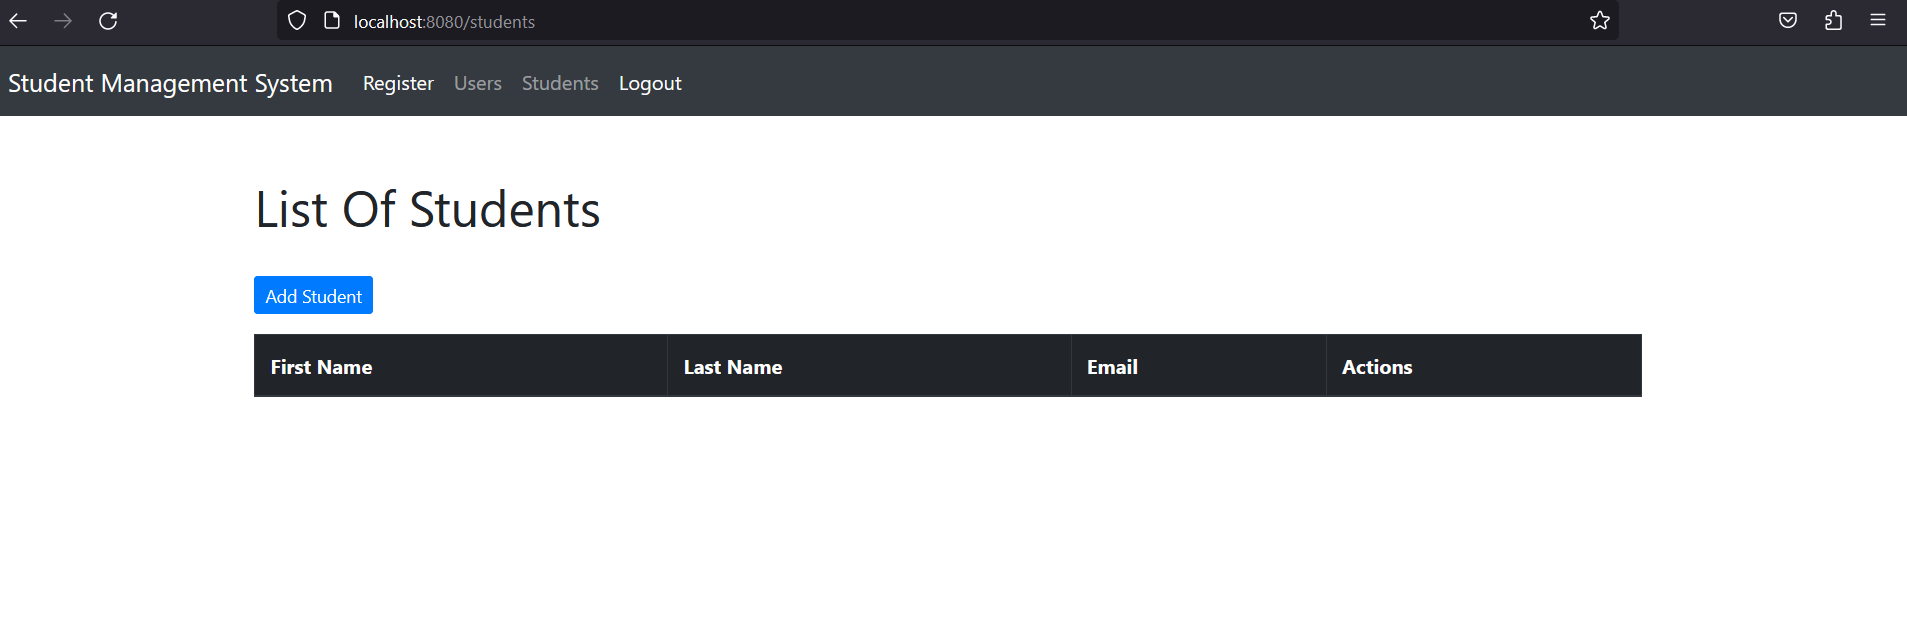 localhost:8080/students
Student Management System Register Users Students Logout
List Of Students
Add Student
First Name Last Name Email Actions